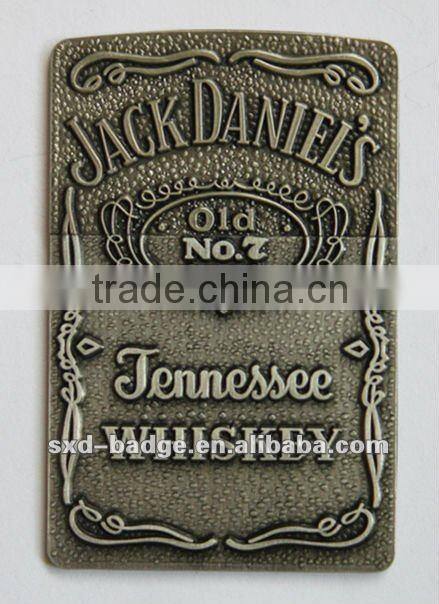 JACK DANIEL'S
Old
No.7
trade.china.cn
Tennessee
WHISKEY
sxd-badge.en.alibaba.com